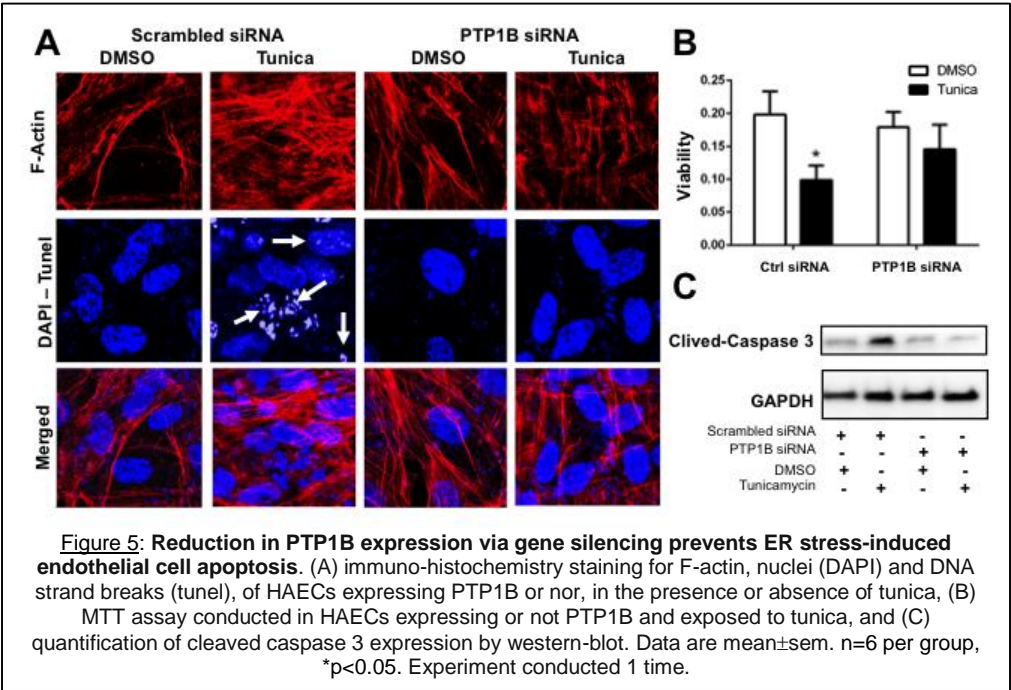 A
Scrambled siRNA
PTP1B siRNA
DMSO
Tunica
DMSO
Tunica
F-Actin
DAPI – Tunel
Merged
B
DMSO
Tunica
Viability
0.25
0.20
0.15
0.10
0.05
0.00
*
Ctrl siRNA
PTP1B siRNA
C
Clived-Caspase 3
GAPDH
Scrambled siRNA + + - -
PTP1B siRNA - - + +
DMSO + - + -
Tunicamycin - + - +
Figure 5: Reduction in PTP1B expression via gene silencing prevents ER stress-induced
endothelial cell apoptosis. (A) immuno-histochemistry staining for F-actin, nuclei (DAPI) and DNA
strand breaks (tunel), of HAECs expressing PTP1B or nor, in the presence or absence of tunica, (B)
MTT assay conducted in HAECs expressing or not PTP1B and exposed to tunica, and (C)
quantification of cleaved caspase 3 expression by western-blot. Data are mean±sem. n=6 per group,
*p<0.05. Experiment conducted 1 time.